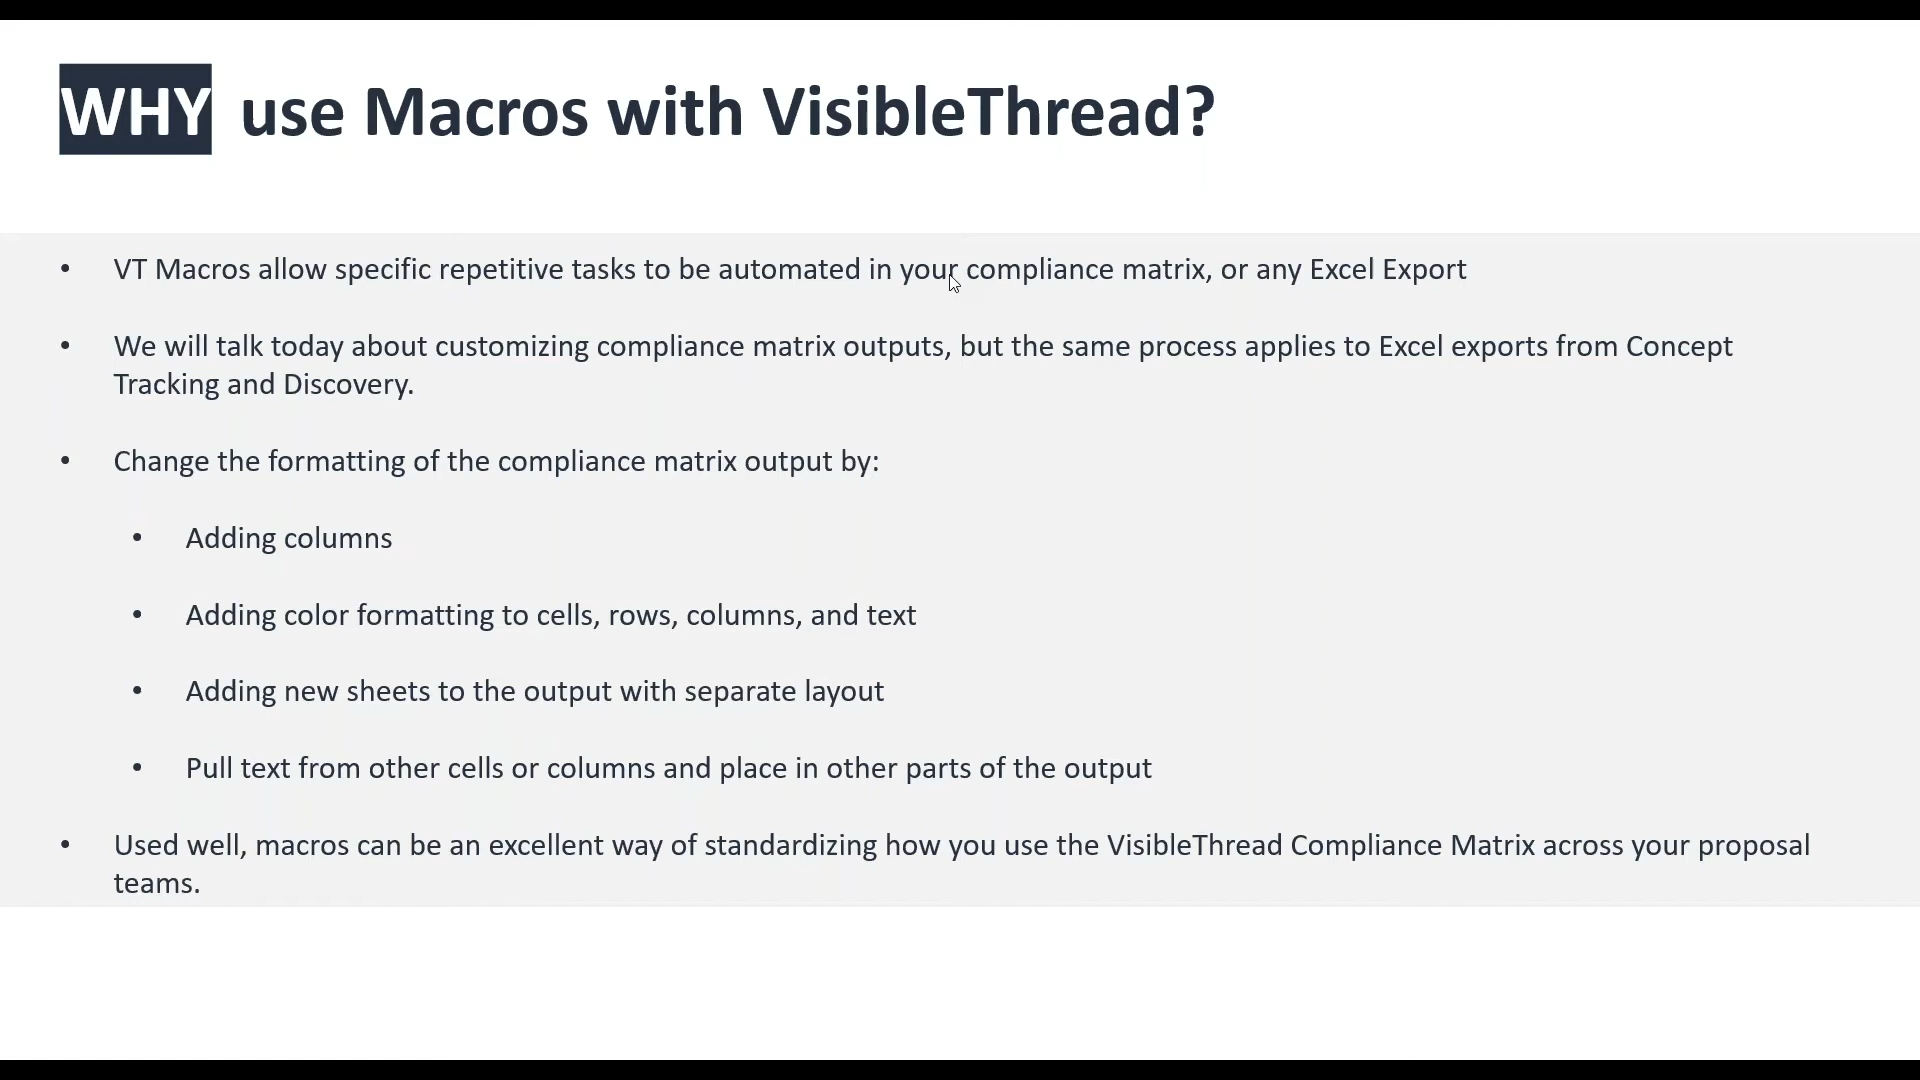 WHY use Macros with VisibleThread?
• VT Macros allow specific repetitive tasks to be automated in your compliance matrix, or any Excel Export
• We will talk today about customizing compliance matrix outputs, but the same process applies to Excel exports from Concept
Tracking and Discovery.
• Change the formatting of the compliance matrix output by:
• Adding columns
• Adding color formatting to cells, rows, columns, and text
• Adding new sheets to the output with separate layout
• Pull text from other cells or columns and place in other parts of the output
• Used well, macros can be an excellent way of standardizing how you use the VisibleThread Compliance Matrix across your proposal
teams.